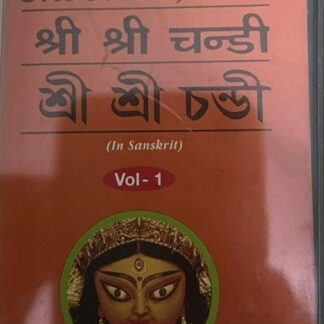 श्री श्री चन्डी
শ্রী শ্রী চণ্ডী
(In Sanskrit)
Vol- 1